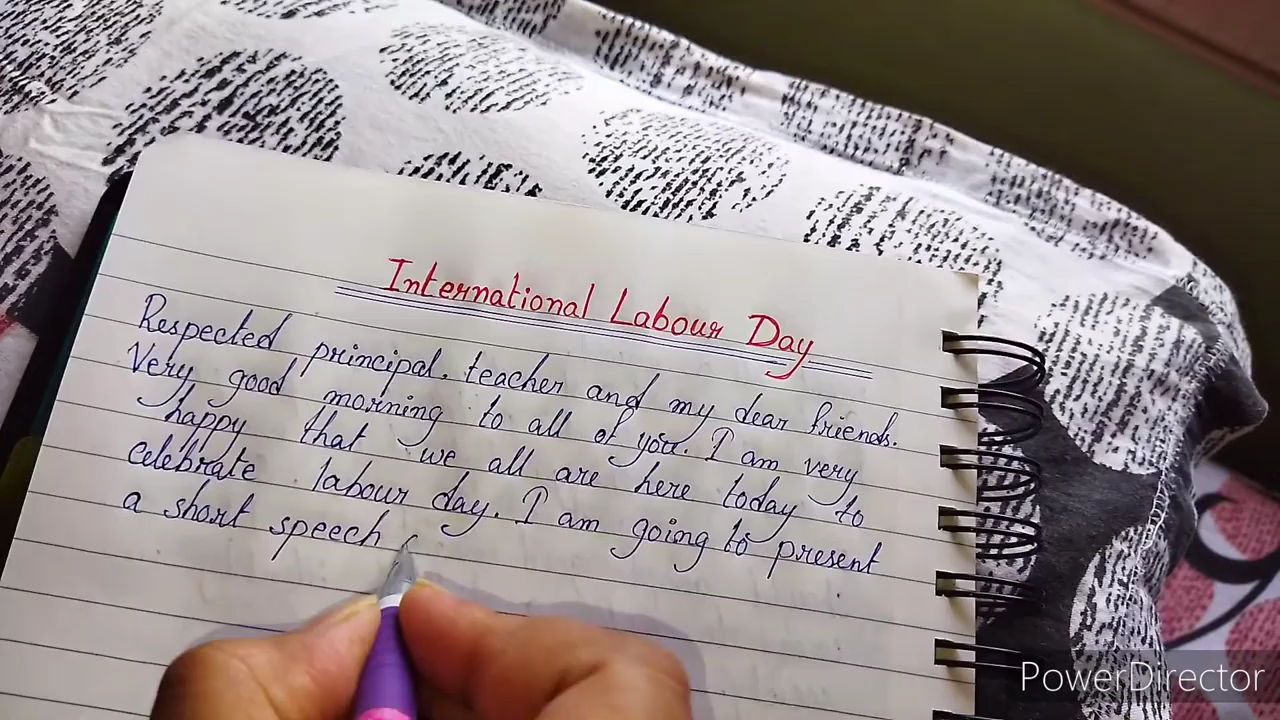 International Labour Day
Respected principal, teacher and my dear friends.
Very good morning to all of you. I am very
happy that we all are here today to
celebrate labour day. I am going to present
a short speech
PowerDirector